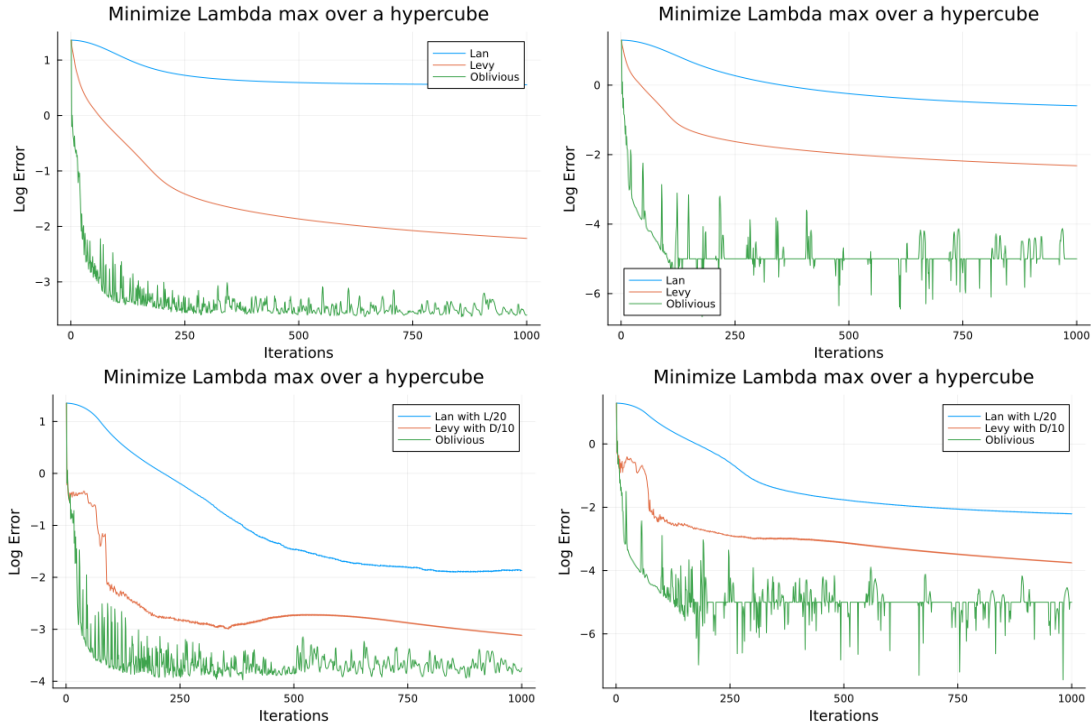 Minimize Lambda max over a hypercube
Log Error
1
0
−1
−2
−3
Lan
Levy
Oblivious
0
250
500
750
1000
Iterations
Minimize Lambda max over a hypercube
Log Error
0
−2
−4
−6
Lan
Levy
Oblivious
0
250
500
750
1000
Iterations
Minimize Lambda max over a hypercube
Log Error
1
0
−1
−2
−3
−4
Lan with L/20
Levy with D/10
Oblivious
0
250
500
750
1000
Iterations
Minimize Lambda max over a hypercube
Log Error
0
−2
−4
−6
Lan with L/20
Levy with D/10
Oblivious
0
250
500
750
1000
Iterations